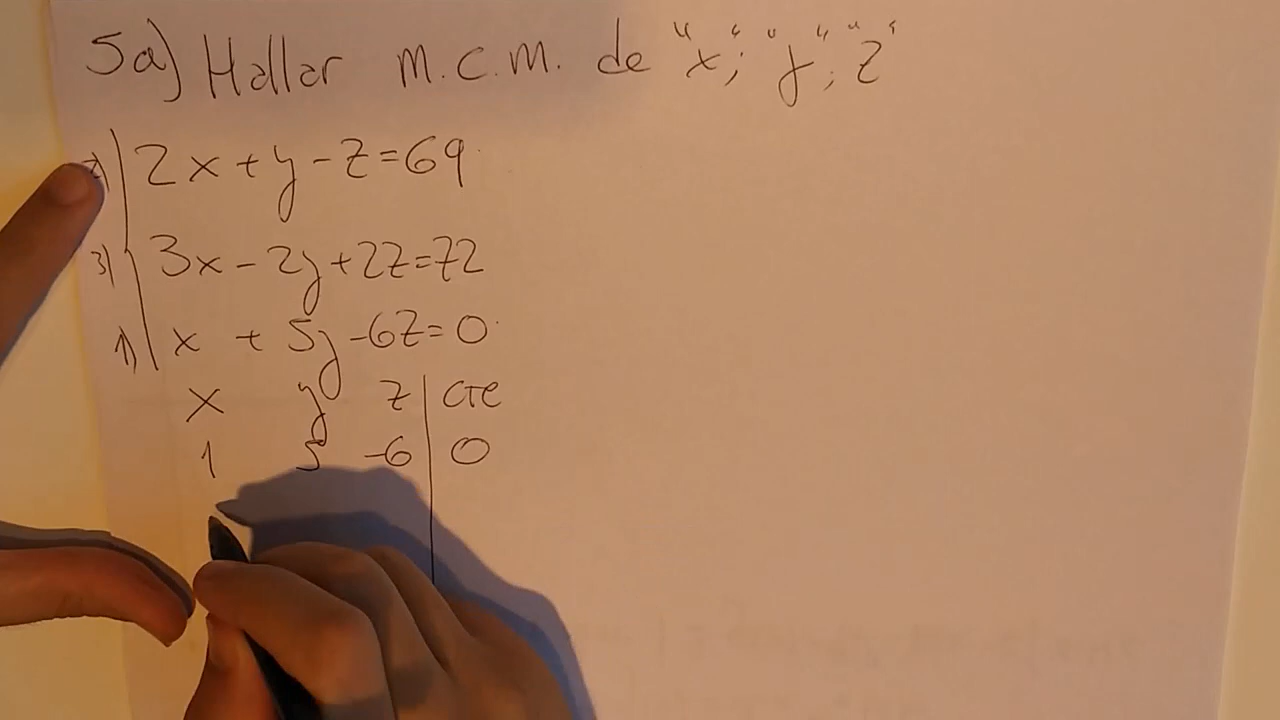 5a) Hallar m.c.m. de "x"; "y"; "z"
2) 2x+y-z=69
3) 3x-2y+2z=72
1) x + 5y-6z=0
x y z | cte
1 5 -6 | 0